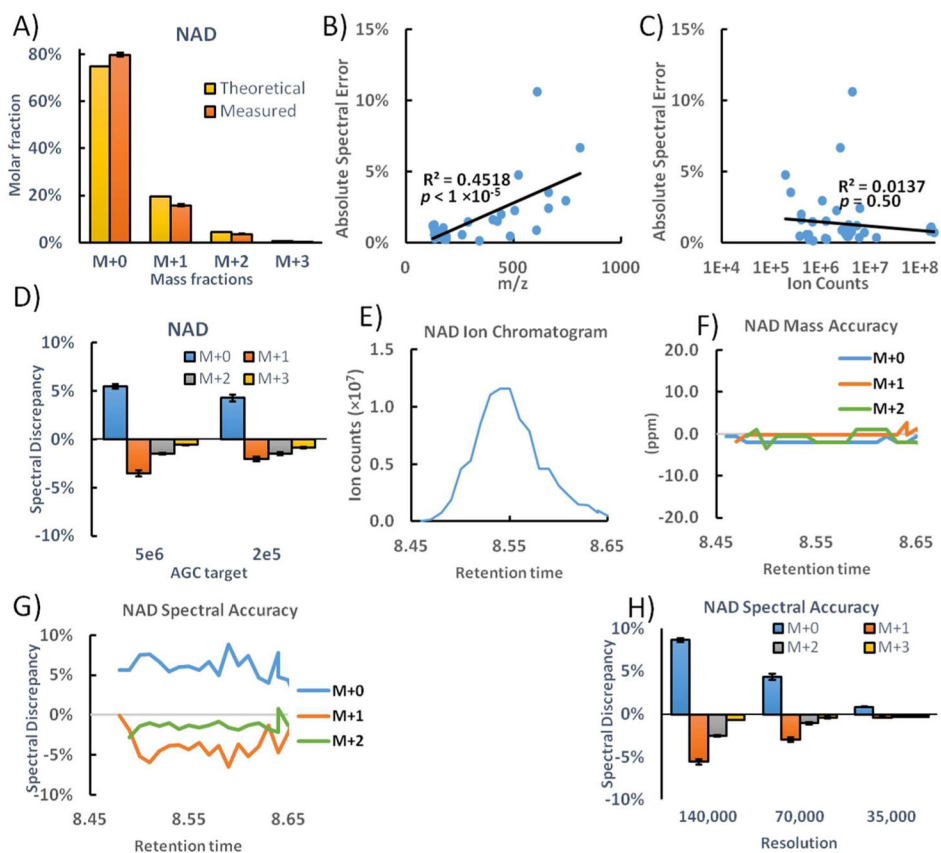 A)
NAD
Molar fraction
80%
60%
40%
20%
0%
Theoretical
Measured
M+0 M+1 M+2 M+3
Mass fractions
B)
Absolute Spectral Error
15%
10%
5%
0%
R² = 0.4518
p < 1 ×10⁻⁵
0 500 1000
m/z
C)
Absolute Spectral Error
15%
10%
5%
0%
R² = 0.0137
p = 0.50
1E+4 1E+5 1E+6 1E+7 1E+8
Ion Counts
D)
NAD
Spectral Discrepancy
M+0 M+1
M+2 M+3
10%
5%
0%
-5%
-10%
5e6 2e5
AGC target
E)
NAD Ion Chromatogram
Ion counts (×10⁷)
1.5
1.0
0.5
0.0
8.45 8.55 8.65
Retention time
F)
NAD Mass Accuracy
(ppm)
20.0
10.0
0.0
-10.0
-20.0
M+0
M+1
M+2
8.45 8.55 8.65
Retention time
G)
NAD Spectral Accuracy
Spectral Discrepancy
10%
5%
0%
-5%
-10%
M+0
M+1
M+2
8.45 8.55 8.65
Retention time
H)
NAD Spectral Accuracy
Spectral Discrepancy
10%
5%
0%
-5%
-10%
M+0 M+1
M+2 M+3
140,000 70,000 35,000
Resolution